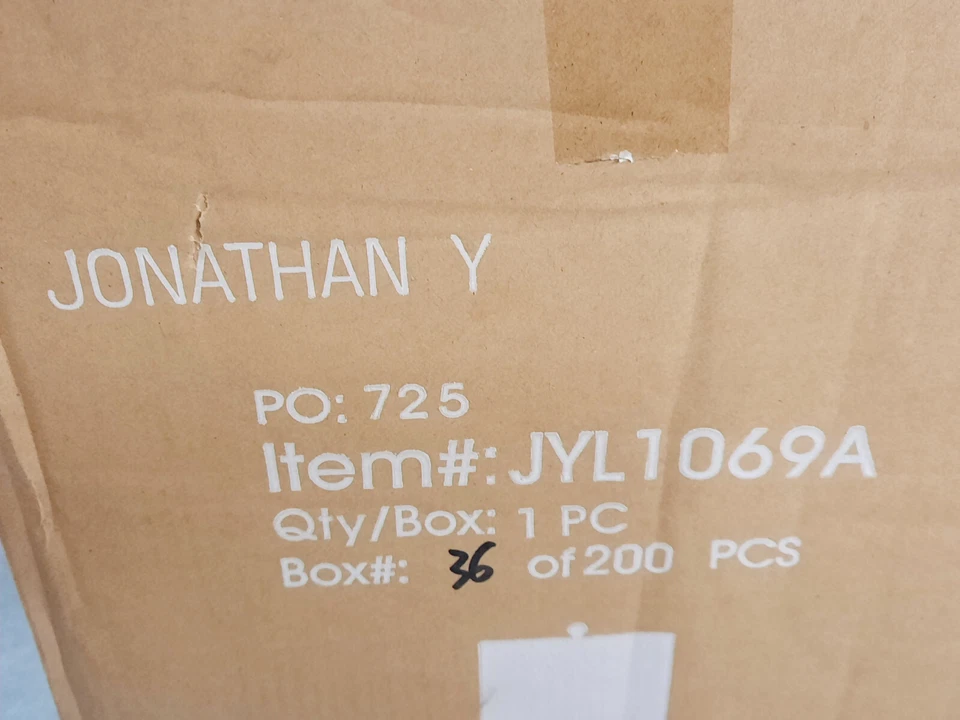 JONATHAN Y
PO: 725
Item#: JYL1069A
Qty/Box: 1 PC
Box#: 36 of 200 PCS